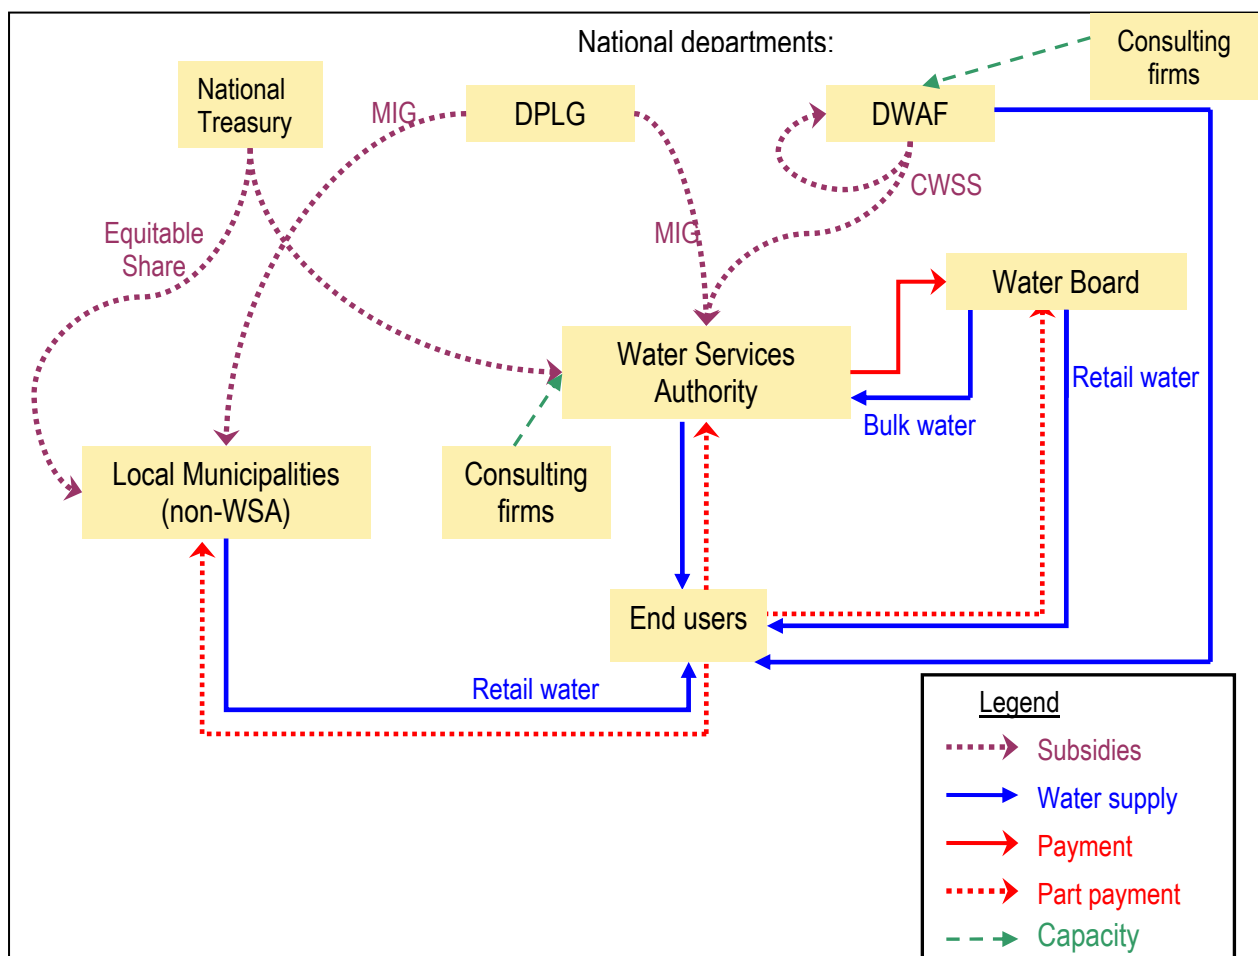 National departments:
Consulting
firms
National
Treasury
MIG
DPLG
DWAF
CWSS
Equitable
Share
MIG
Water Board
Water Services
Authority
Retail water
Bulk water
Local Municipalities
(non-WSA)
Consulting
firms
End users
Retail water
Legend
Subsidies
Water supply
Payment
Part payment
Capacity